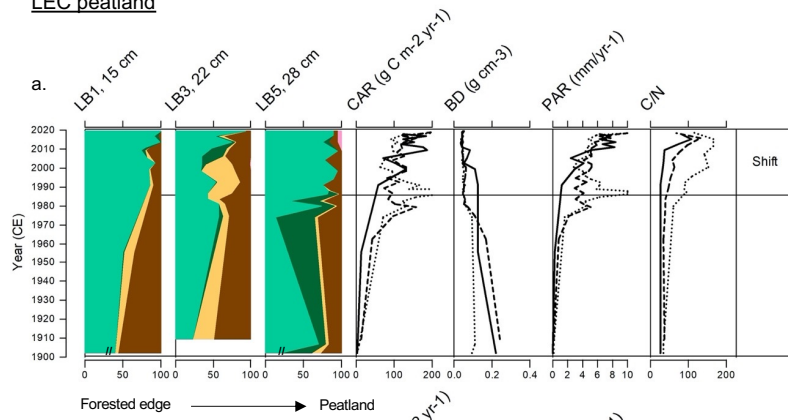 LEC peatland
a.
LB1, 15 cm
LB3, 22 cm
LB5, 28 cm
CAR (g C m-2 yr-1)
BD (g cm-3)
PAR (mm/yr-1)
C/N
2020
2010
2000
1990
1980
1970
1960
1950
1940
1930
1920
1910
1900
Year (CE)
Shift
//
//
0 50 100
0 50 100
0 50 100
0 100 200
0.0 0.2 0.4
0 2 4 6 8 10
0 100 200
Forested edge
Peatland